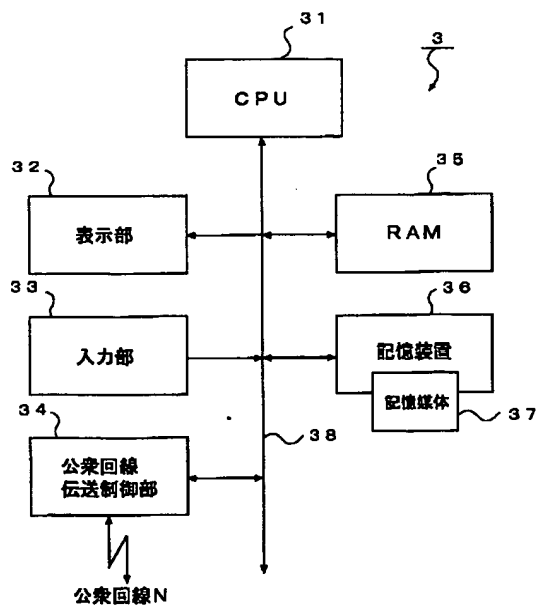 31
3
CPU
32
35
表示部
RAM
33
36
入力部
記憶装置
記憶媒体
37
34
38
公衆回線
伝送制御部
公衆回線N